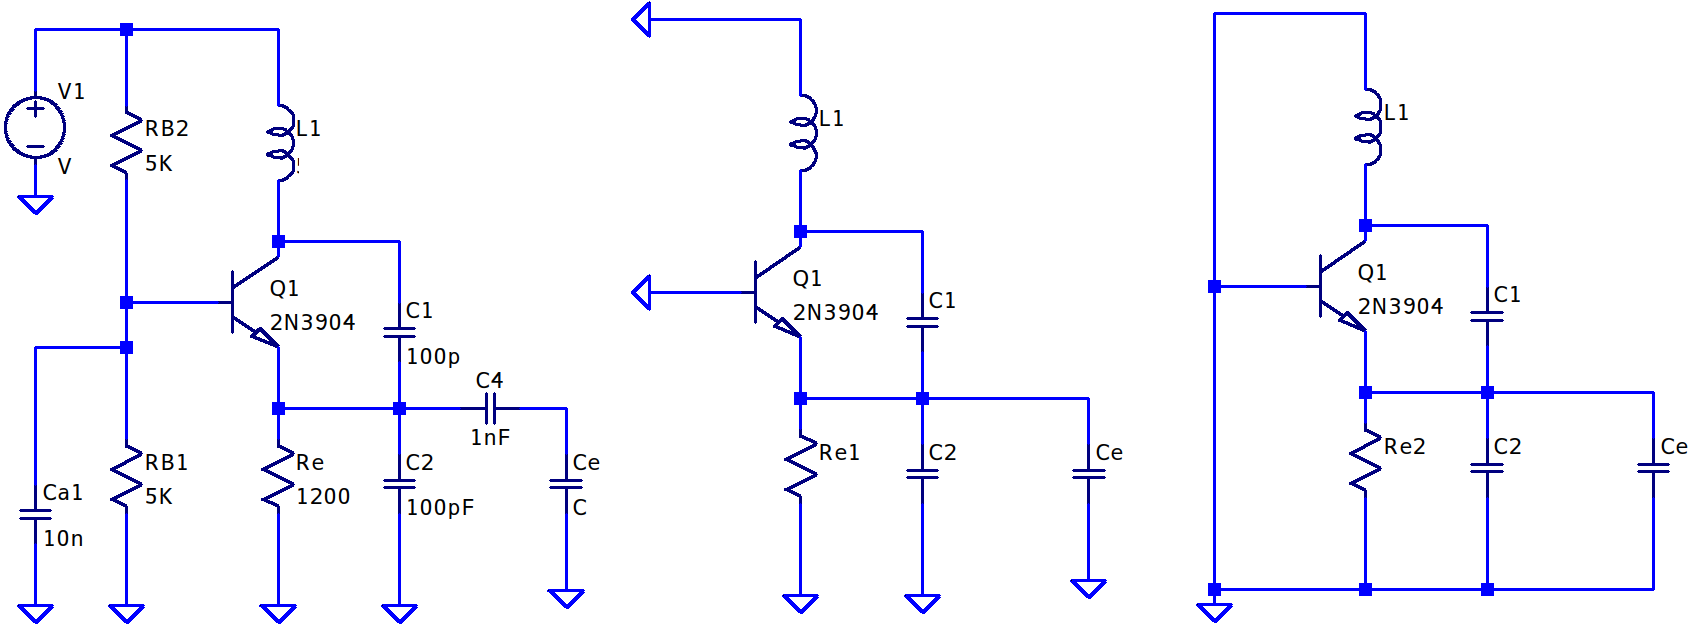 V1
V
RB2
5K
L1
Q1
2N3904
C1
100p
C4
1nF
Ca1
10n
RB1
5K
Re
1200
C2
100pF
Ce
C
L1
Q1
2N3904
C1
Re1
C2
Ce
L1
Q1
2N3904
C1
Re2
C2
Ce